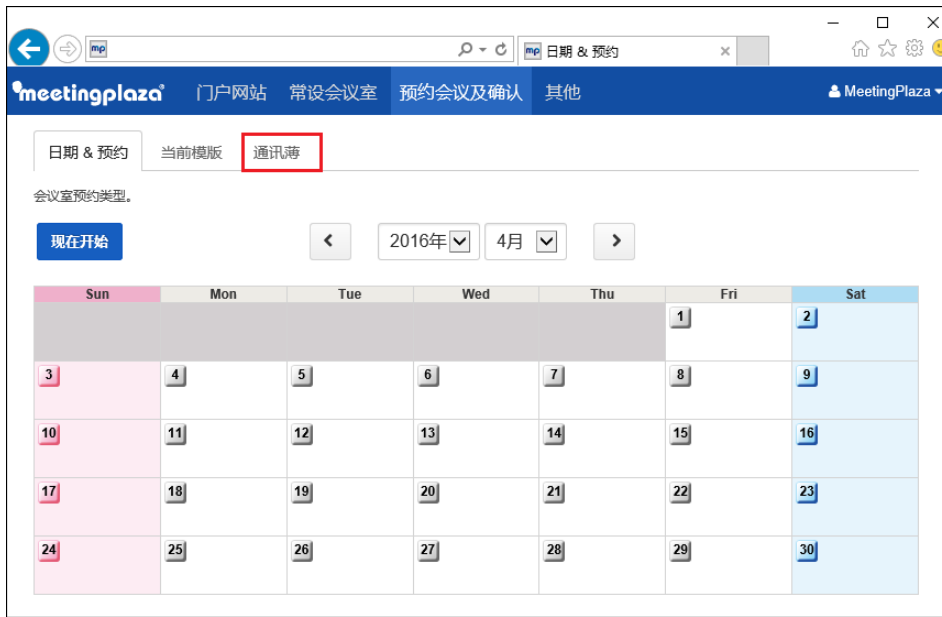 mp 日期 & 预约
meetingplaza 门户网站 常设会议室 预约会议及确认 其他 MeetingPlaza
日期 & 预约 当前模版 通讯薄
会议室预约类型。
现在开始 2016年 4月
Sun Mon Tue Wed Thu Fri Sat
1 2
3 4 5 6 7 8 9
10 11 12 13 14 15 16
17 18 19 20 21 22 23
24 25 26 27 28 29 30